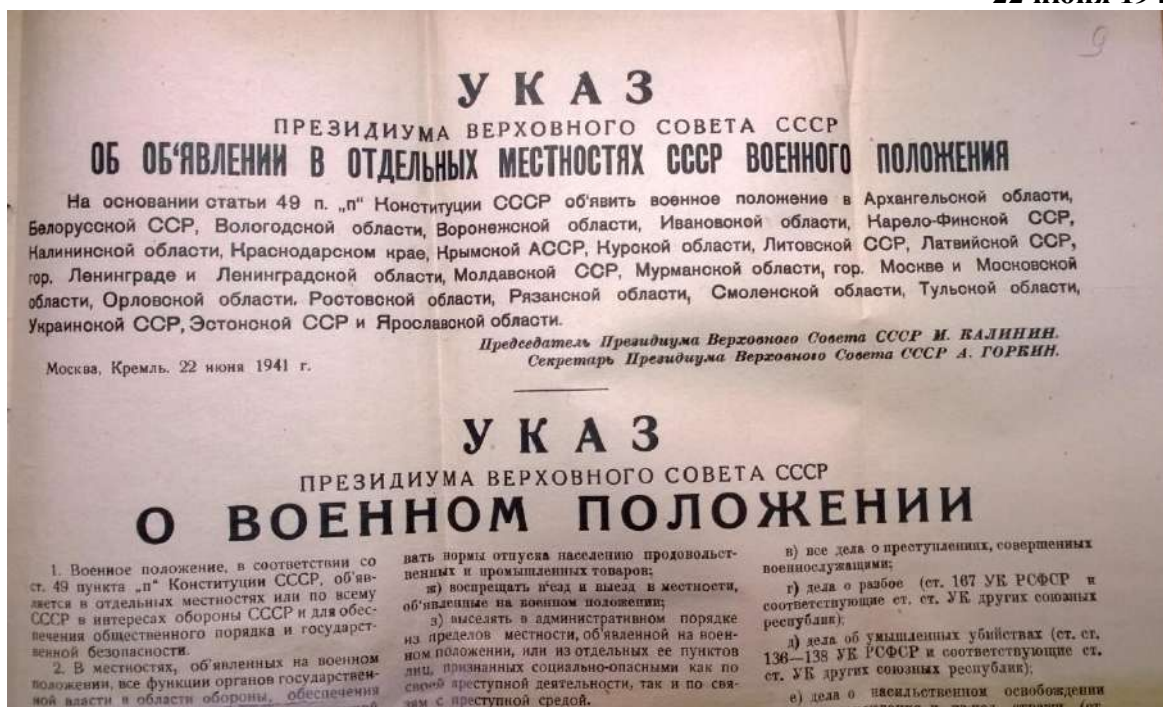 22 июня 19
9
УКАЗ
ПРЕЗИДИУМА ВЕРХОВНОГО СОВЕТА СССР
ОБ ОБ'ЯВЛЕНИИ В ОТДЕЛЬНЫХ МЕСТНОСТЯХ СССР ВОЕННОГО ПОЛОЖЕНИЯ
На основании статьи 49 п. „п" Конституции СССР об'явить военное положение в Архангельской области,
Белорусской ССР, Вологодской области, Воронежской области, Ивановской области, Карело-Финской ССР,
Калининской области, Краснодарском крае, Крымской АССР, Курской области, Литовской ССР, Латвийской ССР,
гор. Ленинграде и Ленинградской области, Молдавской ССР, Мурманской области, гор. Москве и Московской
области, Орловской области, Ростовской области, Рязанской области, Смоленской области, Тульской области,
Украинской ССР, Эстонской ССР и Ярославской области.
Председатель Президиума Верховного Совета СССР М. КАЛИНИН.
Секретарь Президиума Верховного Совета СССР А. ГОРКИН.
Москва, Кремль. 22 июня 1941 г.
УКАЗ
ПРЕЗИДИУМА ВЕРХОВНОГО СОВЕТА СССР
О ВОЕННОМ ПОЛОЖЕНИИ
1. Военное положение, в соответствии со
ст. 49 пункта „п" Конституции СССР, об'яв-
ляется в отдельных местностях или по всему
СССР в интересах обороны СССР и для обес-
печения общественного порядка и государст-
венной безопасности.
2. В местностях, об'явленных на военном
положении, все функции органов государствен-
ной власти в области обороны, обеспечения
вать нормы отпуска населению продовольст-
венных и промышленных товаров;
ж) воспрещать в'езд и выезд в местности,
об'явленные на военном положении;
з) выселять в административном порядке
из пределов местности, об'явленной на воен-
ном положении, или из отдельных ее пунктов
лиц, признанных социально-опасными как по
своей преступной деятельности, так и по свя-
зям с преступной средой.
в) все дела о преступлениях, совершенных
военнослужащими;
г) дела о разбое (ст. 167 УК РСФСР и
соответствующие ст. ст. УК других союзных
республик);
д) дела об умышленных убийствах (ст. ст.
136—138 УК РСФСР и соответствующие ст.
ст. УК других союзных республик);
е) дела о насильственном освобождении